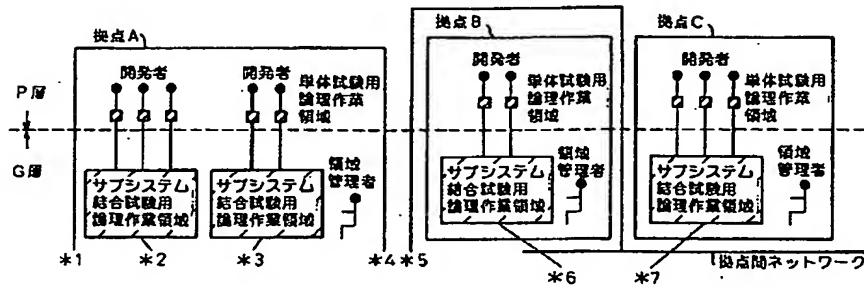 拠点A
開発者
開発者
単体試験用
論理作業
領域
P層
G層
サブシステム
結合試験用
論理作業領域
サブシステム
結合試験用
論理作業領域
領域
管理者
*1
*2
*3
*4
拠点B
開発者
単体試験用
論理作業
領域
サブシステム
結合試験用
論理作業領域
領域
管理者
*5
*6
拠点C
開発者
単体試験用
論理作業
領域
サブシステム
結合試験用
論理作業領域
領域
管理者
*7
拠点間ネットワーク